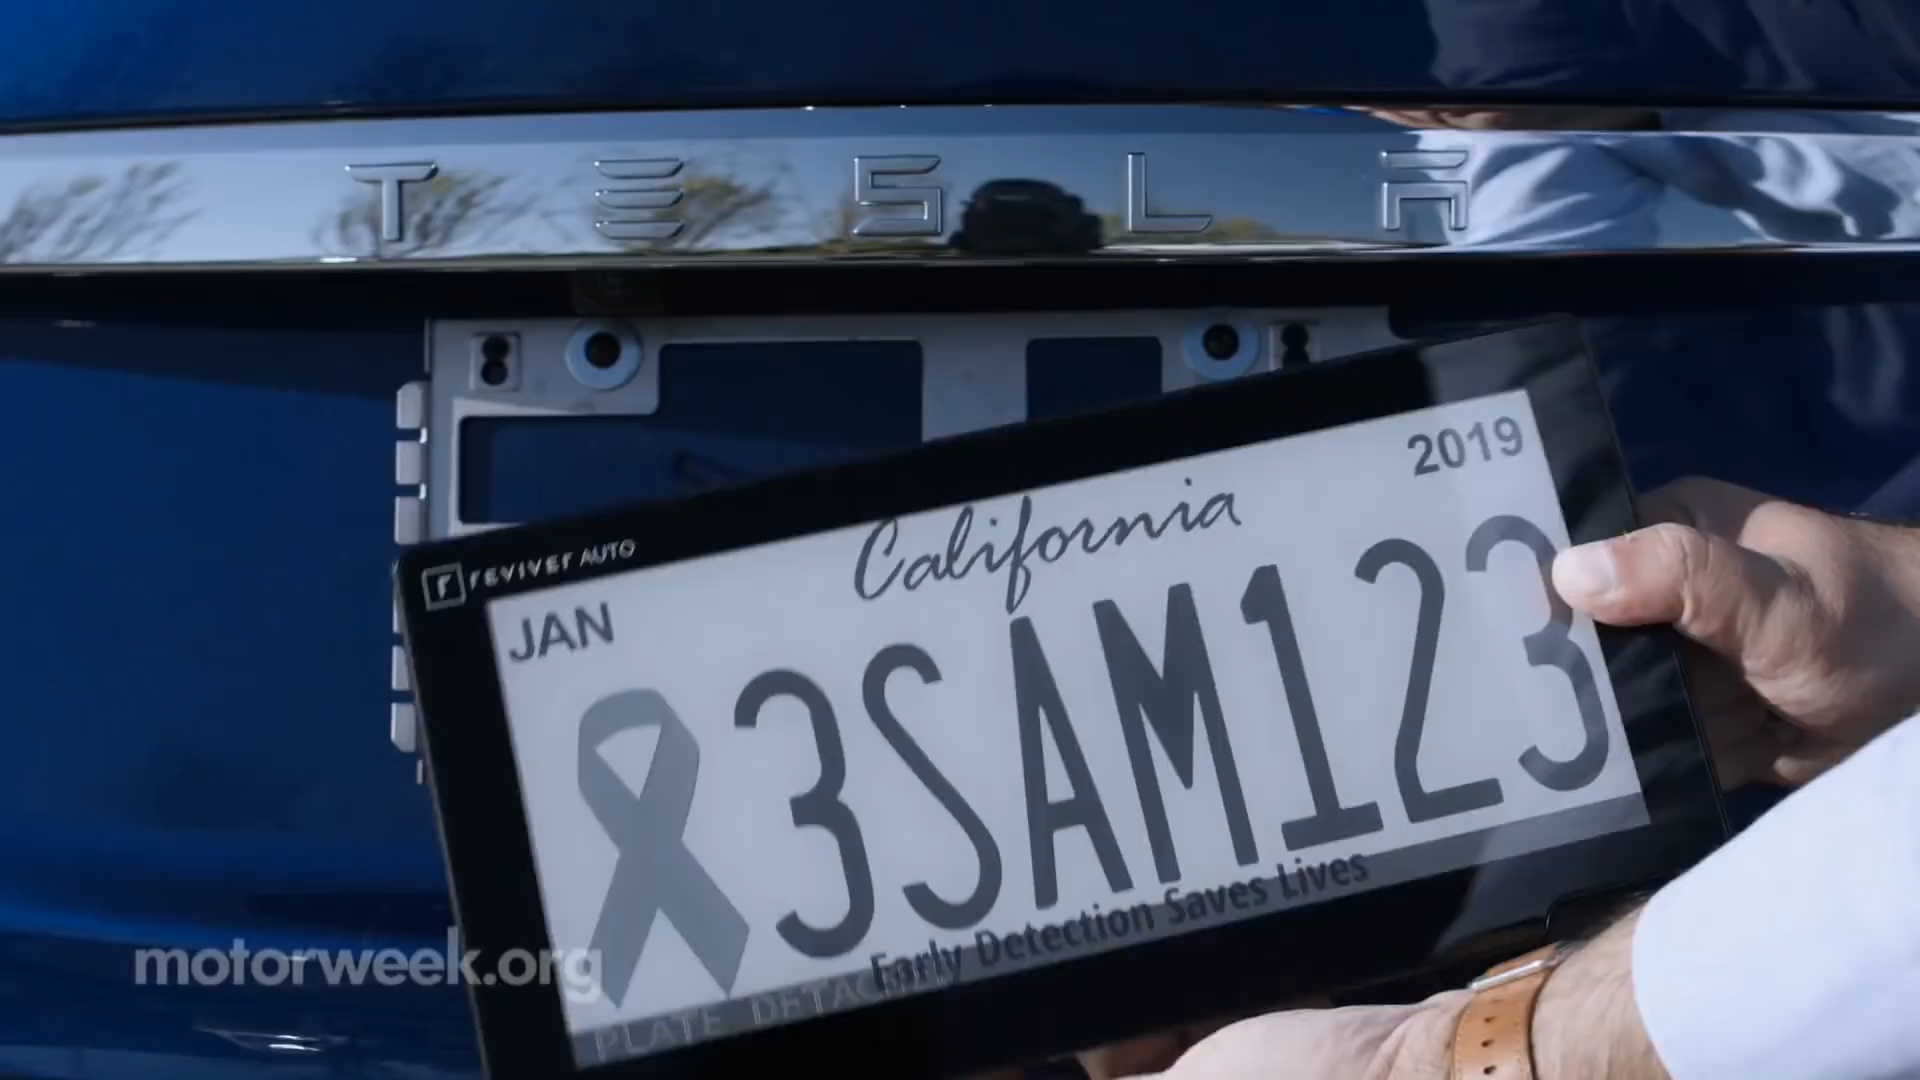 TESLA
reviver AUTO
JAN
California
2019
3SAM123
Early Detection Saves Lives
PLATE DETACHED
motorweek.org